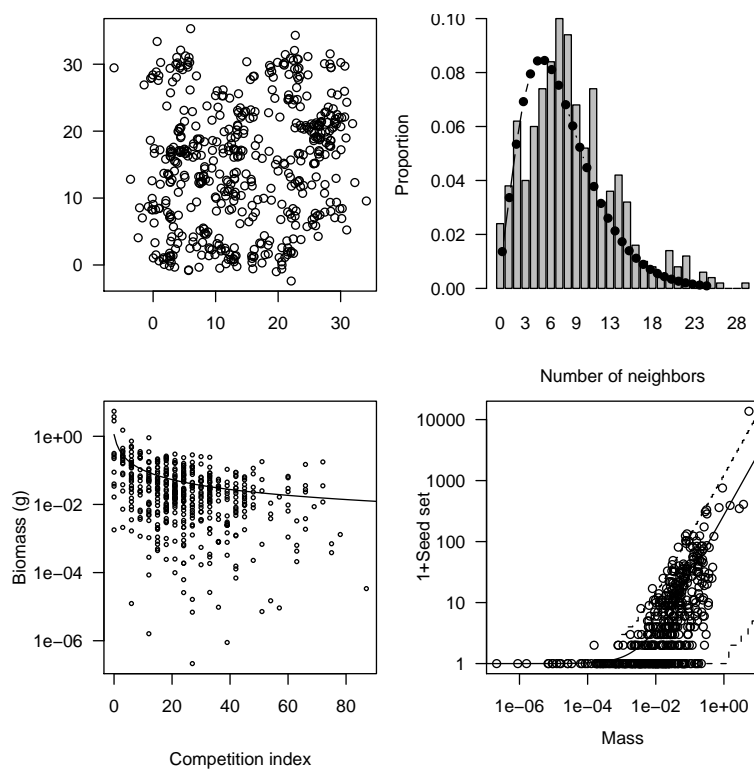 0 10 20 30
0
10
20
30
Number of neighbors
Proportion
0 3 6 9 13 18 23 29
0.00
0.02
0.04
0.06
0.08
0.10
0 20 40 60 80
1e−06
1e−04
1e−02
1e+00
Competition index
Biomass (g)
1e−06 1e−04 1e−02 1e+00
1
10
100
1000
10000
Mass
1+Seed set